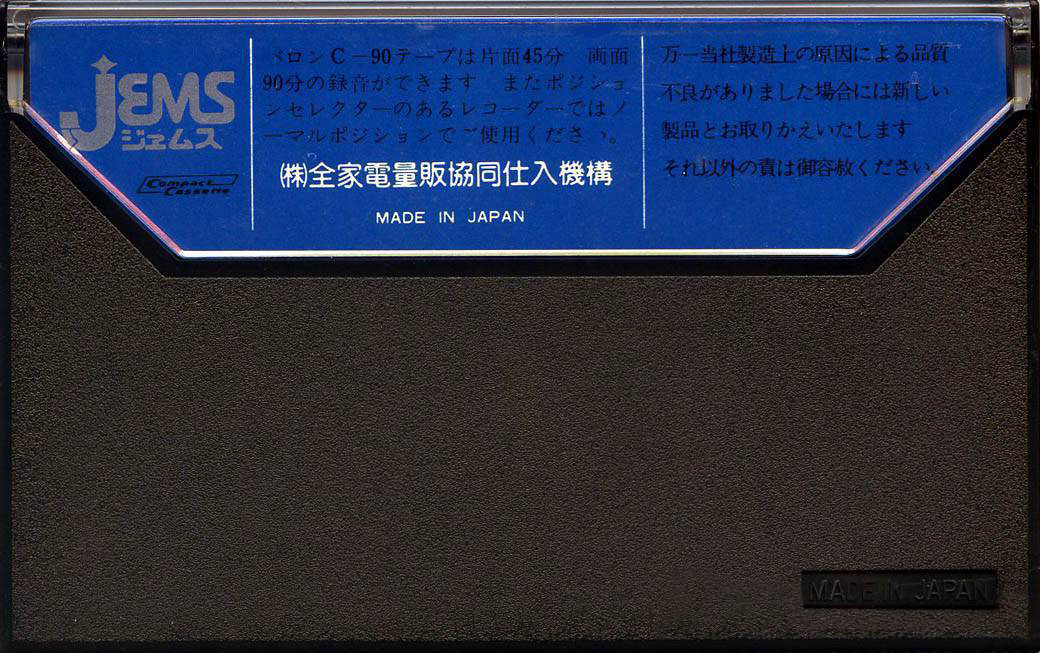 JEMS
ジェムス
Compact
Cassette
ロンC－90テープは片面45分 両面
90分の録音ができます またポジショ
ンセレクターのあるレコーダーではノ
ーマルポジションでご使用ください。
㈱全家電量販協同仕入機構
MADE IN JAPAN
万一当社製造上の原因による品質
不良がありました場合には新しい
製品とお取りかえいたします
それ以外の責は御容赦ください。
MADE IN JAPAN